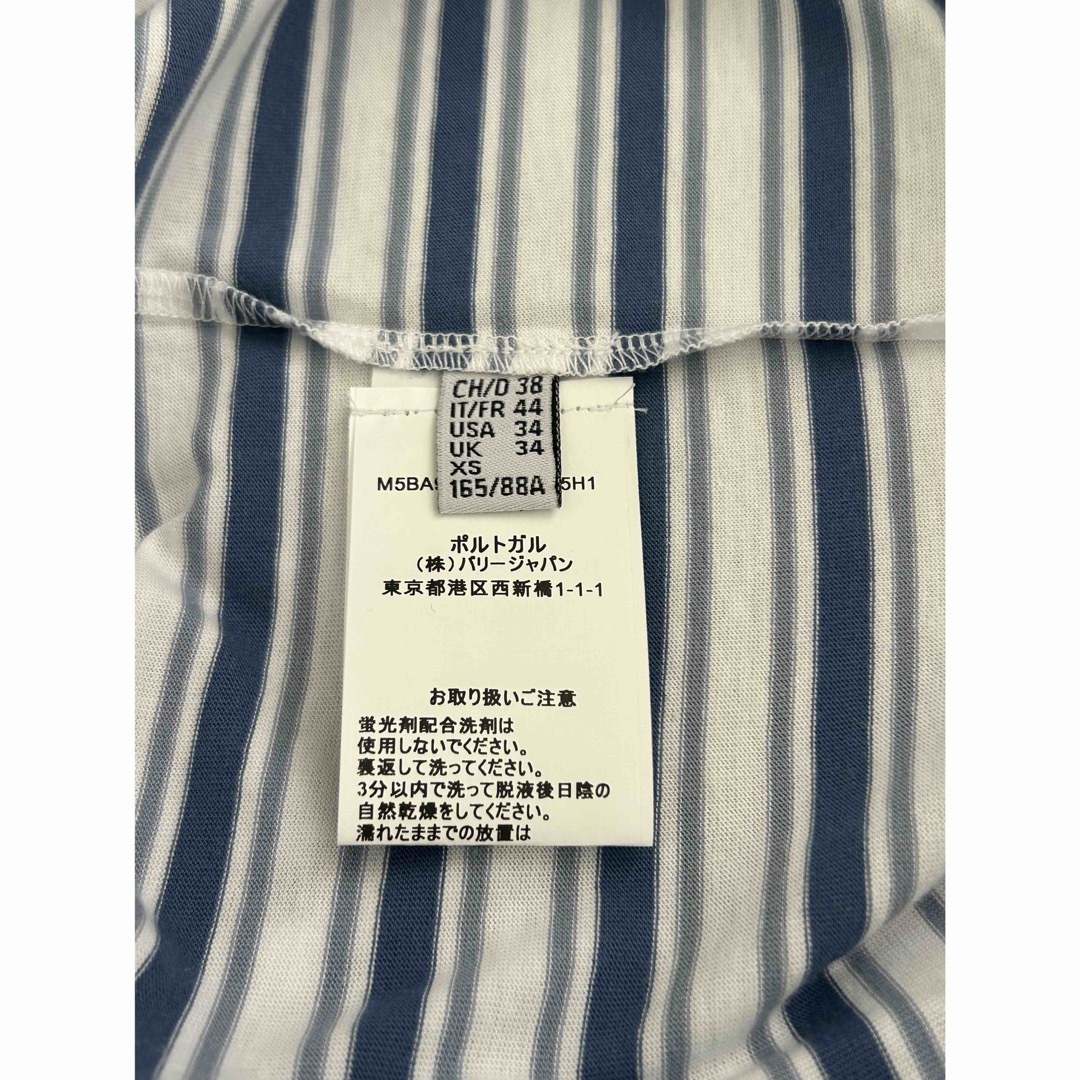 CH/D 38
IT/FR 44
USA 34
UK 34
XS
165/88A
M5BA 5H1
ポルトガル
(株)バリージャパン
東京都港区西新橋1-1-1
お取り扱いご注意
蛍光剤配合洗剤は
使用しないでください。
裏返して洗ってください。
3分以内で洗って脱液後日陰の
自然乾燥をしてください。
濡れたままでの放置は